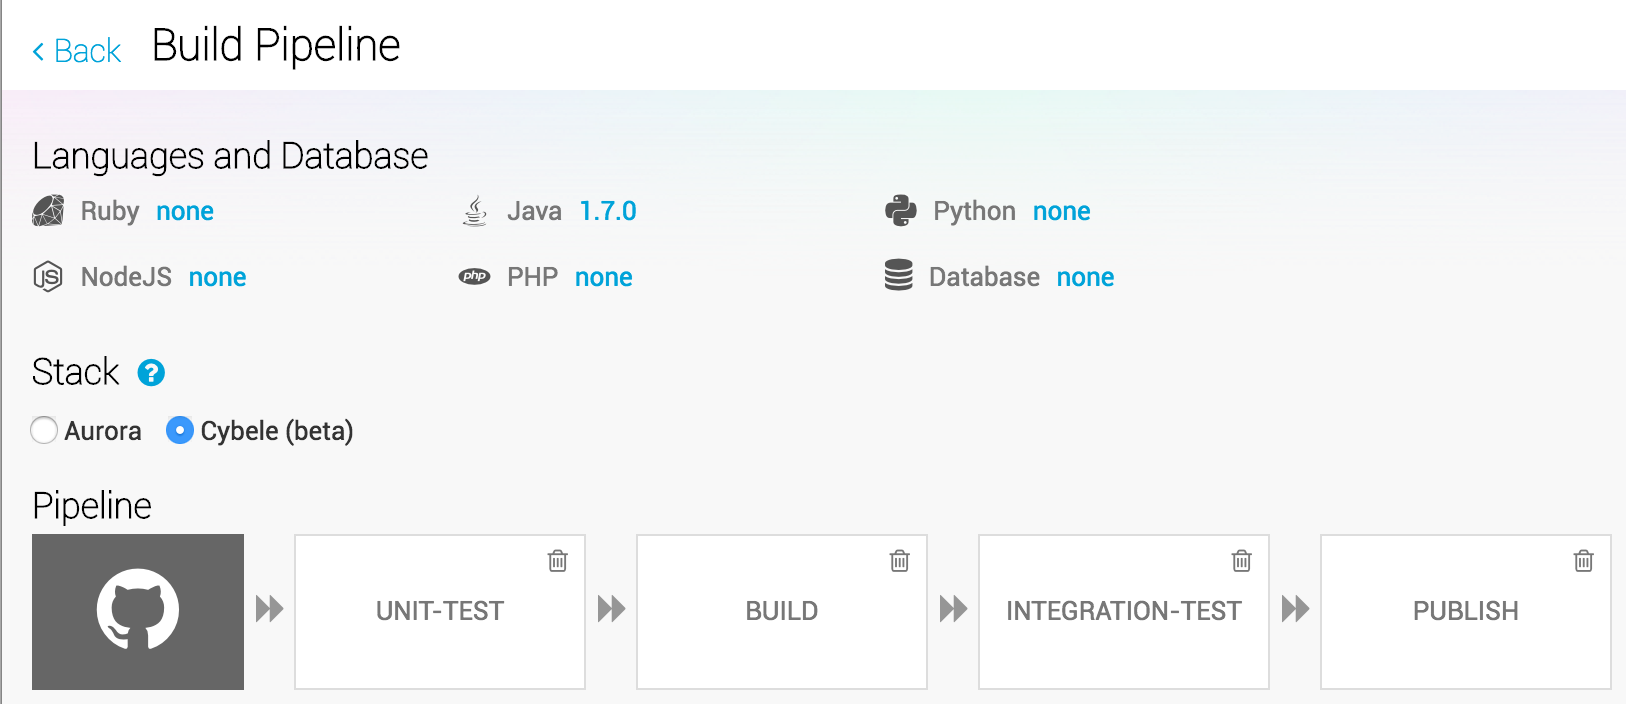 Back Build Pipeline
Languages and Database
Ruby none Java 1.7.0 Python none
JS NodeJS none php PHP none Database none
Stack ?
Aurora Cybele (beta)
Pipeline
UNIT-TEST BUILD INTEGRATION-TEST PUBLISH